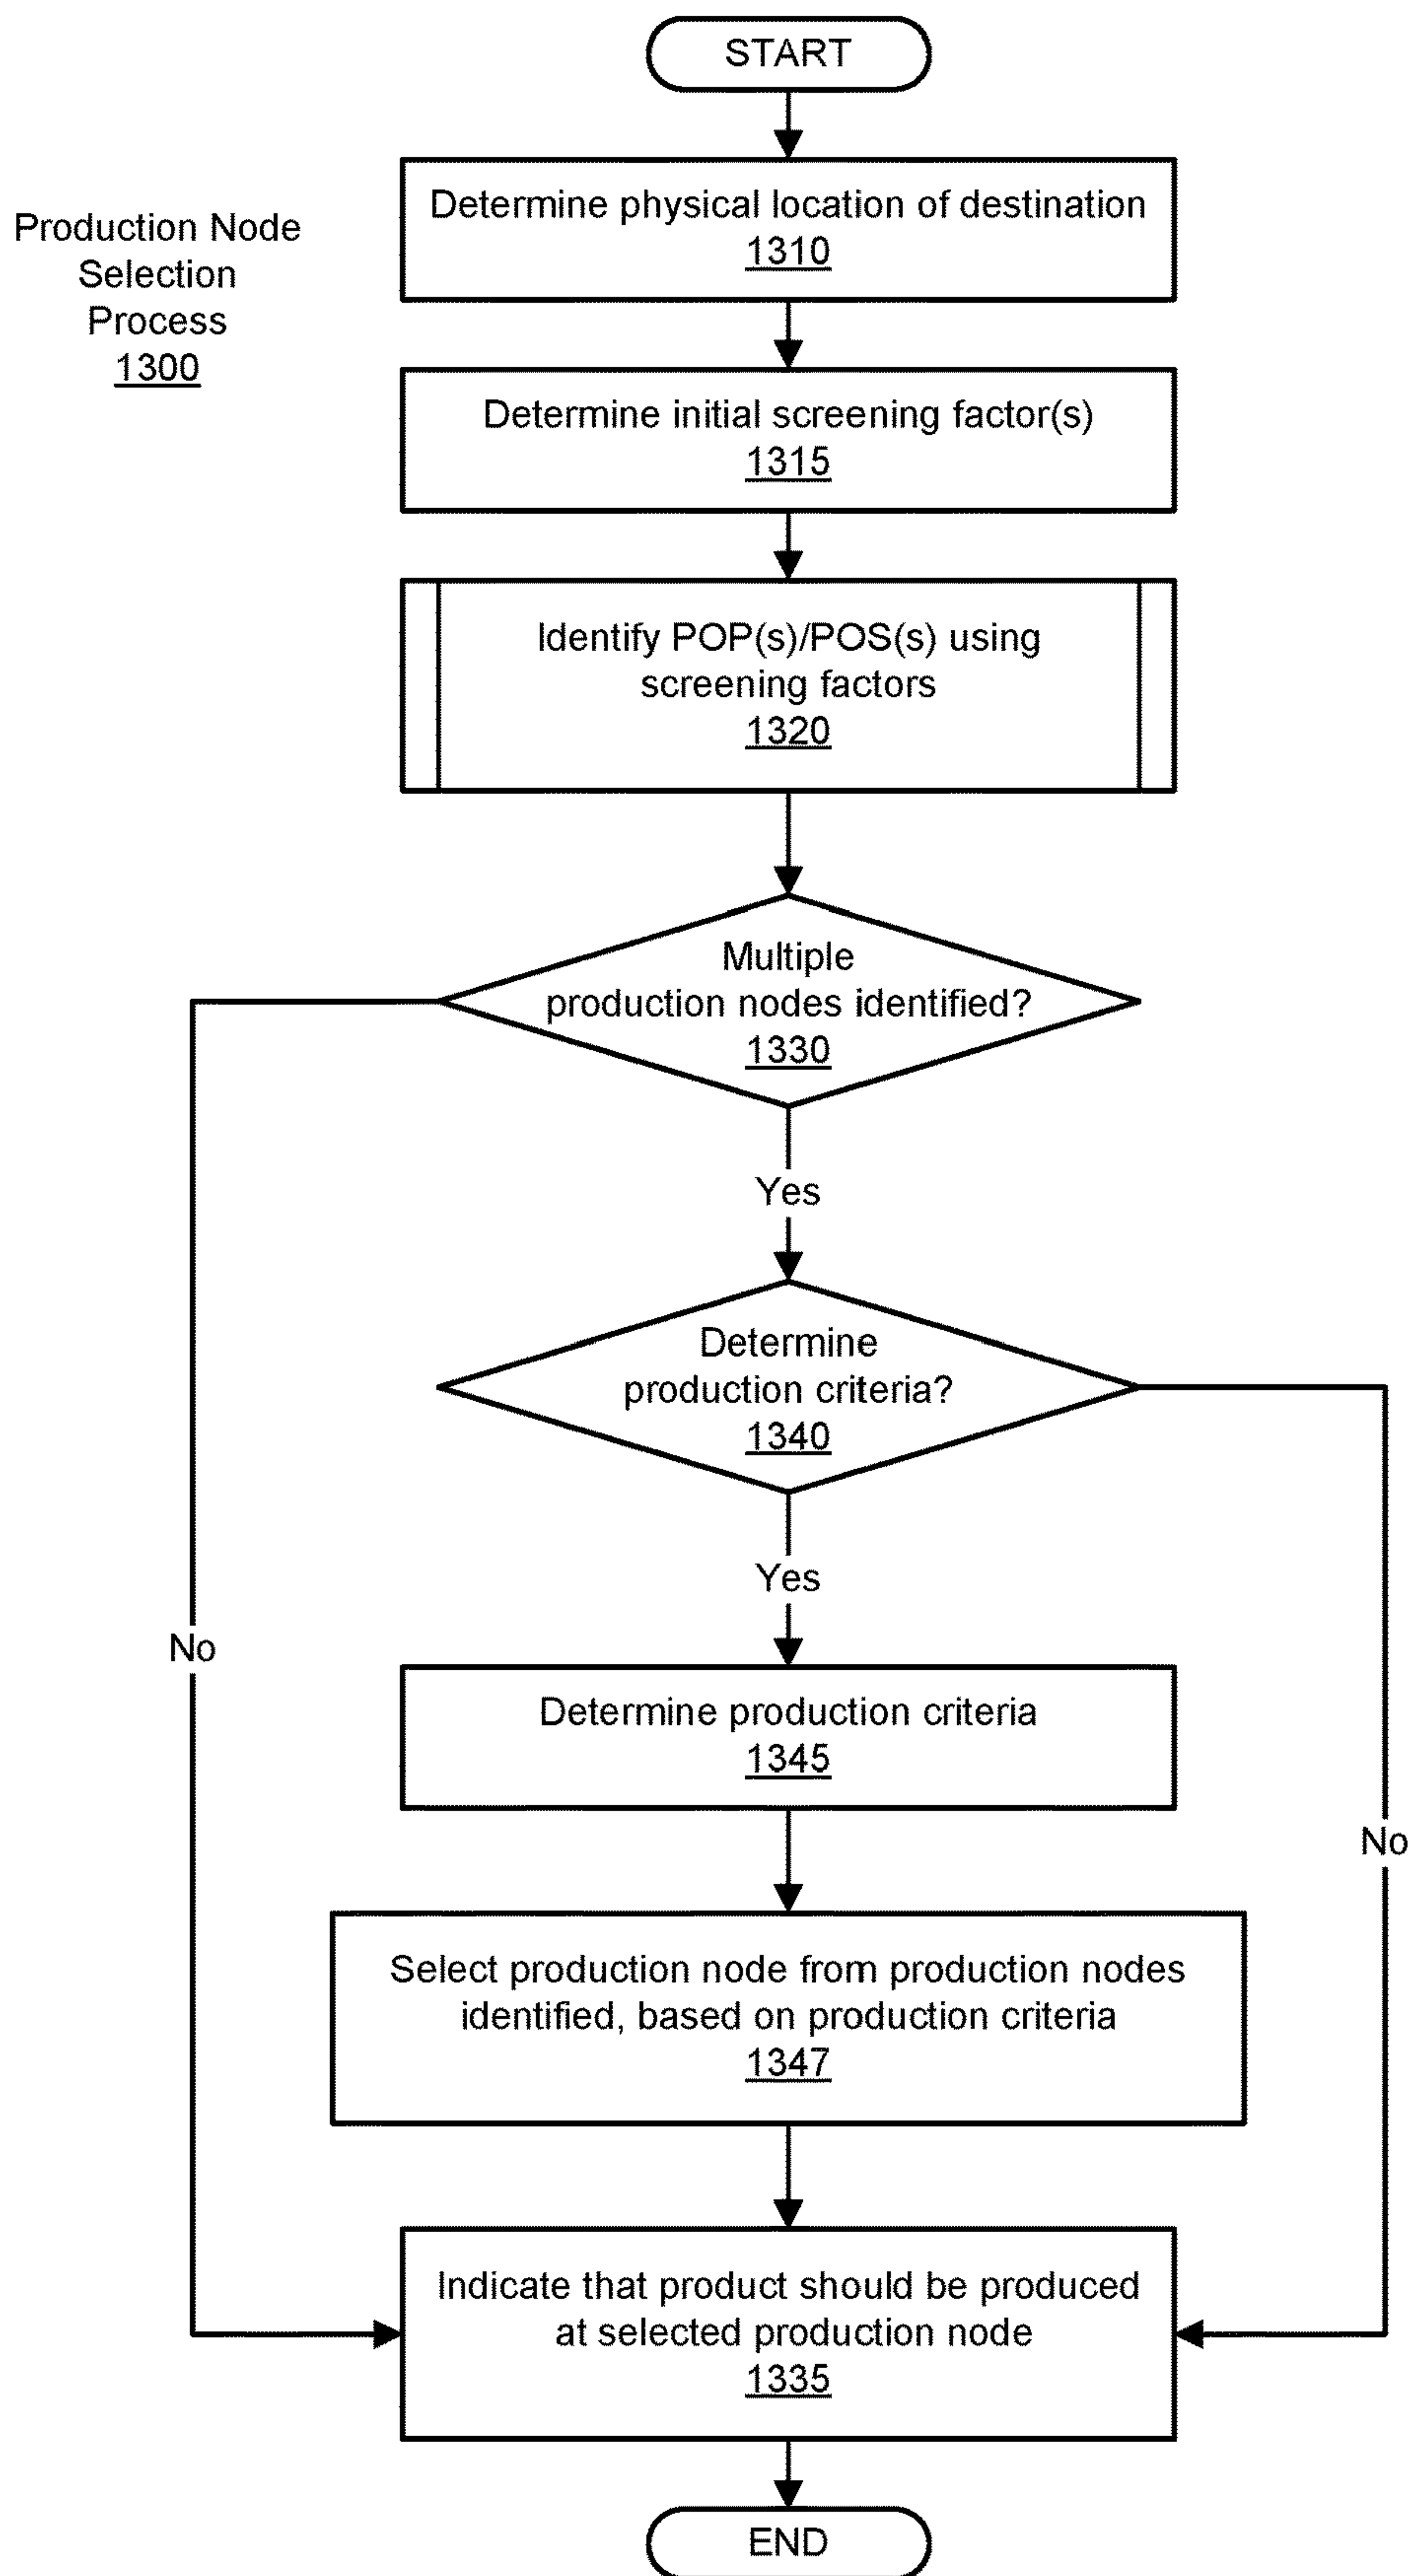 START
Production Node
Selection
Process
1300
Determine physical location of destination
1310
Determine initial screening factor(s)
1315
Identify POP(s)/POS(s) using
screening factors
1320
Multiple
production nodes identified?
1330
Yes
Determine
production criteria?
1340
Yes
No
Determine production criteria
1345
No
Select production node from production nodes
identified, based on production criteria
1347
Indicate that product should be produced
at selected production node
1335
END